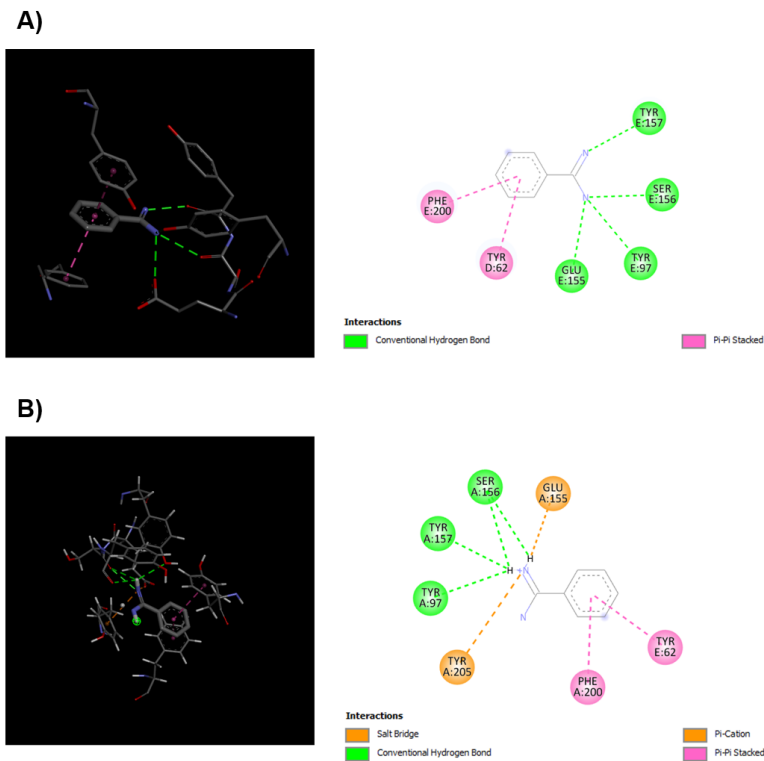 A)
TYR
E:157
N
SER
E:156
N
PHE
E:200
TYR
D:62
GLU
E:155
TYR
E:97
Interactions
Conventional Hydrogen Bond
Pi-Pi Stacked
B)
SER
A:156
GLU
A:155
TYR
A:157
H
H
+N
TYR
A:97
N
TYR
E:62
TYR
A:205
PHE
A:200
Interactions
Salt Bridge
Pi-Cation
Conventional Hydrogen Bond
Pi-Pi Stacked